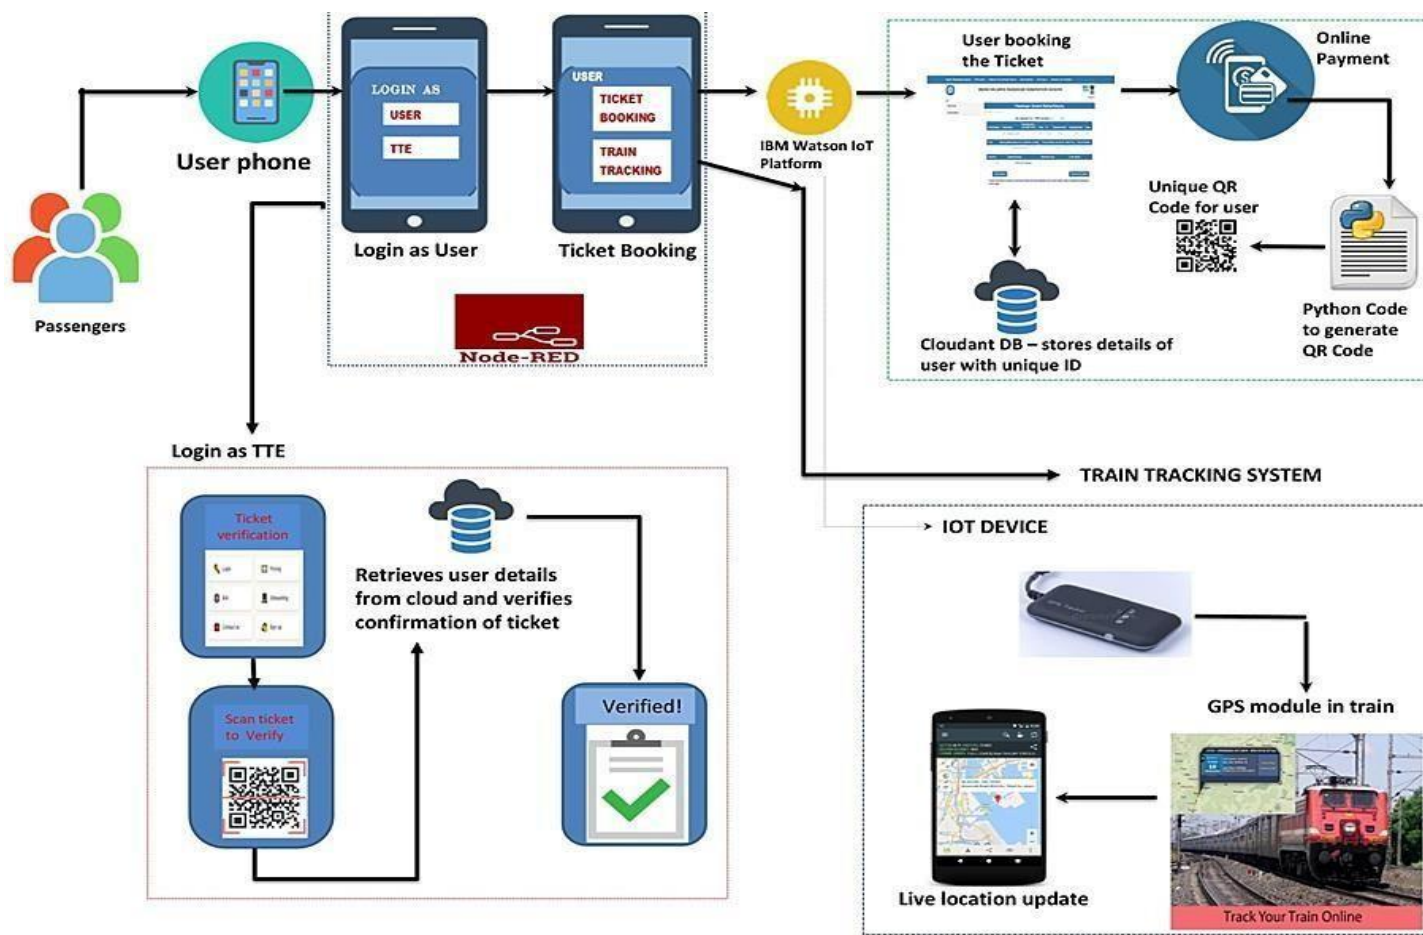 User phone
Passengers
LOGIN AS
USER
TTE
Login as User
USER
TICKET
BOOKING
TRAIN
TRACKING
Ticket Booking
Node-RED
IBM Watson IoT
Platform
User booking
the Ticket
Online
Payment
Unique QR
Code for user
Python Code
to generate
QR Code
Cloudant DB – stores details of
user with unique ID
Login as TTE
Ticket
verification
Scan ticket
to Verify
Retrieves user details
from cloud and verifies
confirmation of ticket
Verified!
TRAIN TRACKING SYSTEM
IOT DEVICE
GPS module in train
Live location update
Track Your Train Online